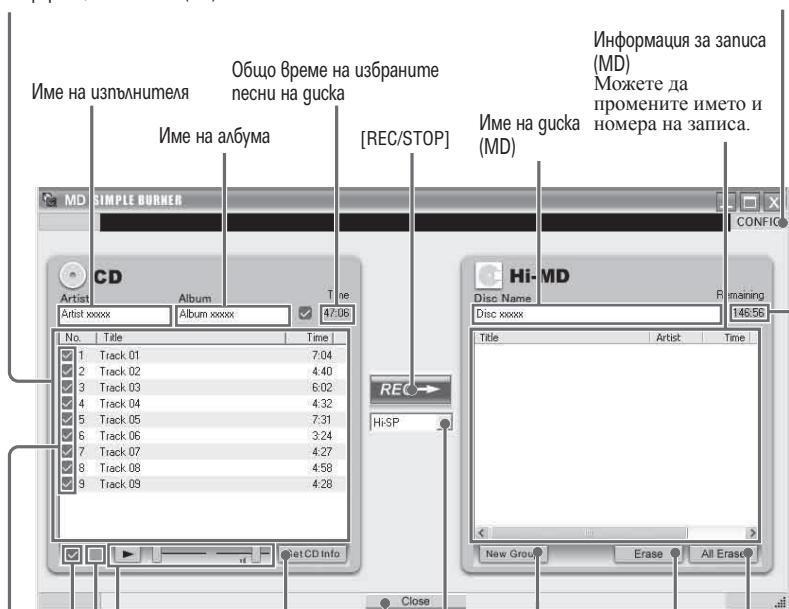 Информация за записа
(MD)
Можете да
промените името и
номера на записа.
Общо време на избраните
песни на диска
Име на изпълнителя
Име на албума
[REC/STOP]
Име на диска
(MD)
MD SIMPLE BURNER
CONFIG
CD
Artist
Album
Time
Artist xxxxx
Album xxxxx
47:06
No. Title Time
1 Track 01 7:04
2 Track 02 4:40
3 Track 03 6:02
4 Track 04 4:32
5 Track 05 7:31
6 Track 06 3:24
7 Track 07 4:27
8 Track 08 4:58
9 Track 09 4:28
Get CD Info
REC
Hi-SP
Hi-MD
Disc Name
Remaining
Disc xxxxx
146:56
Title Artist Time
New Group
Erase
All Erase
Close